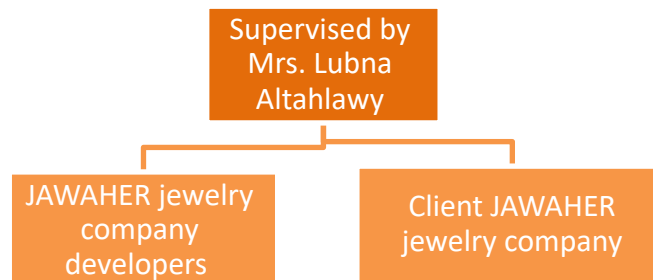 Supervised by
Mrs. Lubna
Altahlawy
JAWAHER jewelry
company
developers
Client JAWAHER
jewelry company